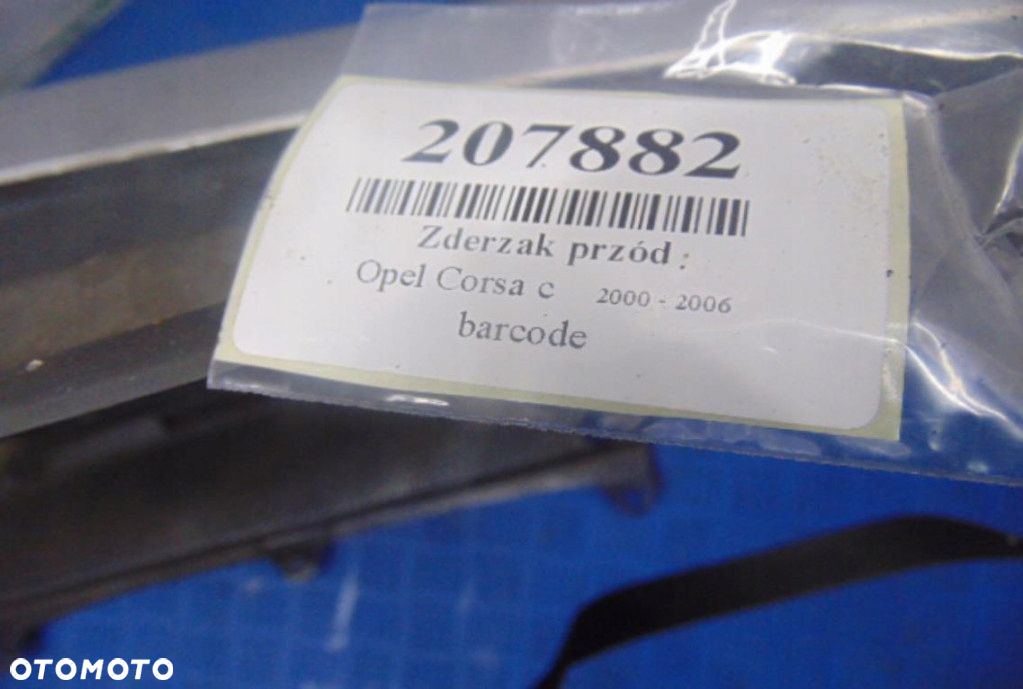 207882
Zderzak przód :
Opel Corsa c 2000 - 2006
barcode
OTOMOTO